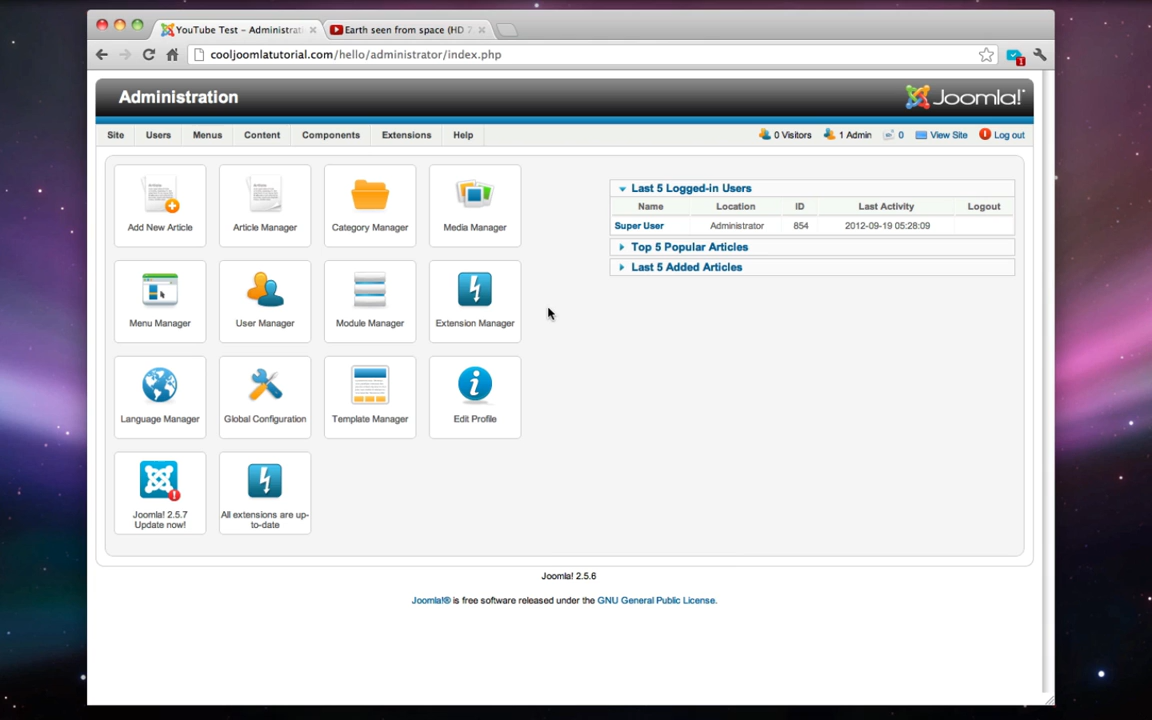 YouTube Test – Administrati
Earth seen from space (HD 7
cooljoomlatutorial.com/hello/administrator/index.php
Administration
Joomla!
Site Users Menus Content Components Extensions Help
0 Visitors 1 Admin 0 View Site Log out
Add New Article
Article Manager
Category Manager
Media Manager
Menu Manager
User Manager
Module Manager
Extension Manager
Language Manager
Global Configuration
Template Manager
Edit Profile
Joomla! 2.5.7
Update now!
All extensions are up-
to-date
Last 5 Logged-in Users
Name Location ID Last Activity Logout
Super User Administrator 854 2012-09-19 05:28:09
Top 5 Popular Articles
Last 5 Added Articles
Joomla! 2.5.6
Joomla!® is free software released under the GNU General Public License.